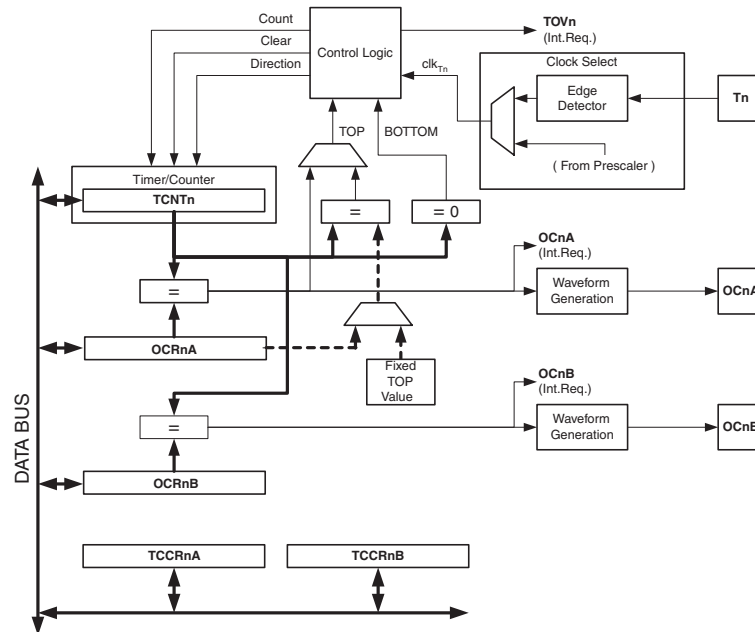 Count
Clear
Direction
Control Logic
TOVn
(Int.Req.)
clkTn
Clock Select
Edge
Detector
Tn
( From Prescaler )
TOP
BOTTOM
Timer/Counter
TCNTn
=
= 0
OCnA
(Int.Req.)
=
Waveform
Generation
OCnA
OCRnA
Fixed
TOP
Value
OCnB
(Int.Req.)
=
Waveform
Generation
OCnB
OCRnB
DATA BUS
TCCRnA
TCCRnB